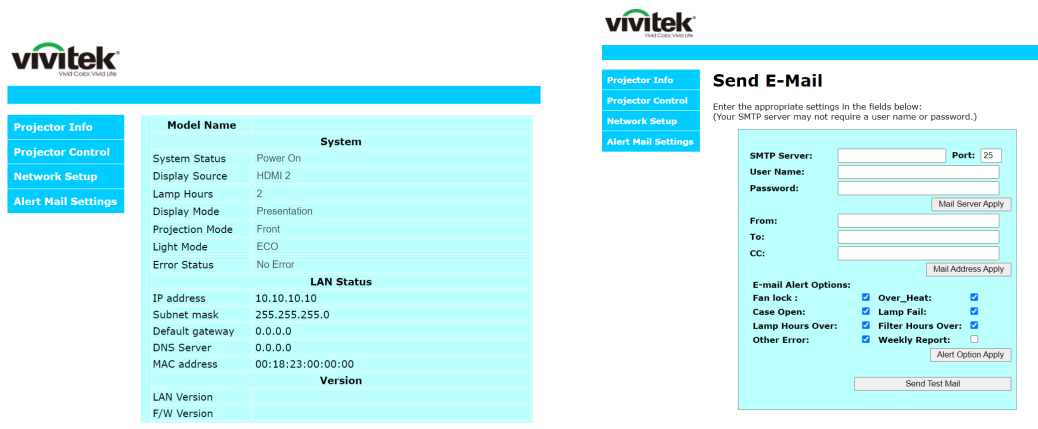 vivitek
Vivid Color, Vivid Life
Projector Info
Projector Control
Network Setup
Alert Mail Settings
Model Name
System
System Status Power On
Display Source HDMI 2
Lamp Hours 2
Display Mode Presentation
Projection Mode Front
Light Mode ECO
Error Status No Error
LAN Status
IP address 10.10.10.10
Subnet mask 255.255.255.0
Default gateway 0.0.0.0
DNS Server 0.0.0.0
MAC address 00:18:23:00:00:00
Version
LAN Version
F/W Version
vivitek
Vivid Color, Vivid Life
Projector Info
Projector Control
Network Setup
Alert Mail Settings
Send E-Mail
Enter the appropriate settings in the fields below:
(Your SMTP server may not require a user name or password.)
SMTP Server: Port: 25
User Name:
Password:
Mail Server Apply
From:
To:
CC:
Mail Address Apply
E-mail Alert Options:
Fan lock : Over_Heat:
Case Open: Lamp Fail:
Lamp Hours Over: Filter Hours Over:
Other Error: Weekly Report:
Alert Option Apply
Send Test Mail